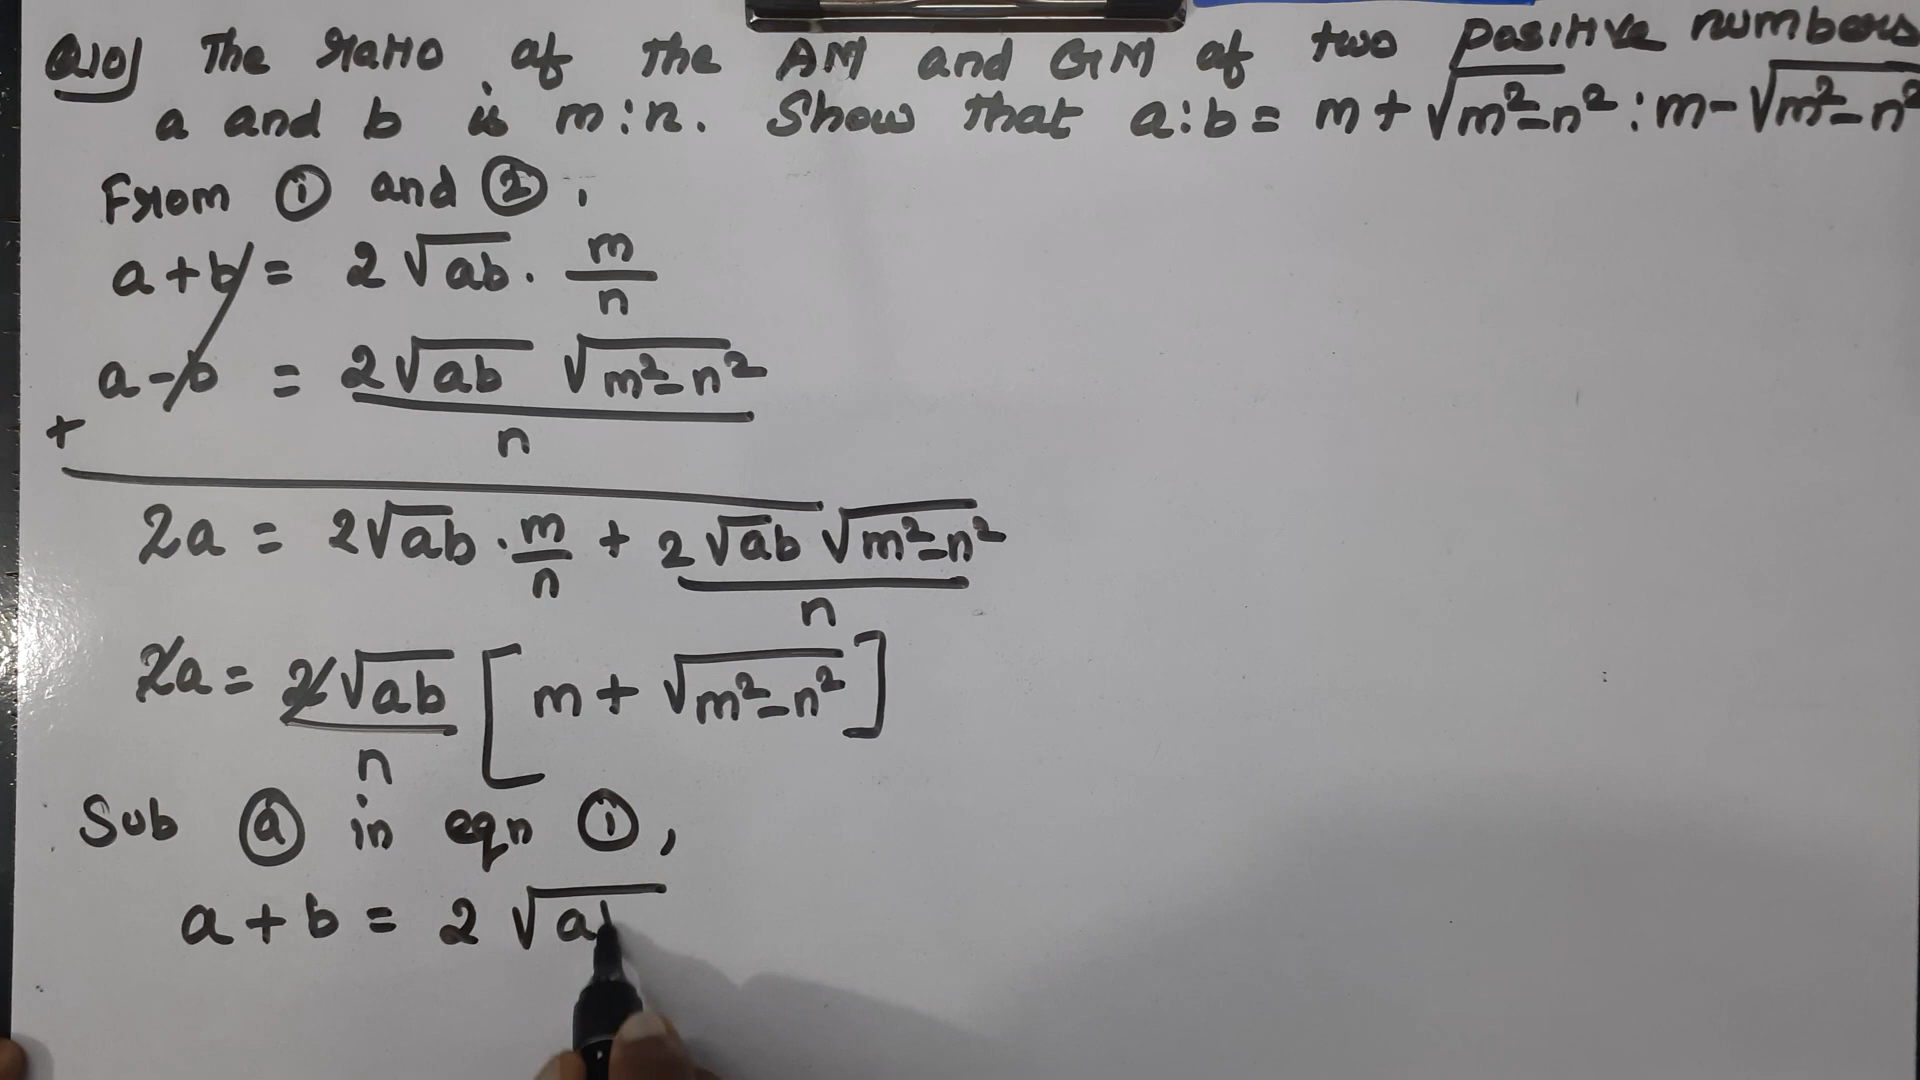 Q10) The ratio of the AM and GM of two positive numbers
a and b is m:n. Show that a:b = m+√m²-n² : m-√m²-n²
From ① and ②,
a+b = 2√ab . m/n
a-b = 2√ab √m²-n² / n
+
2a = 2√ab . m/n + 2√ab √m²-n² / n
2a = 2√ab / n [m+√m²-n²]
Sub ⓐ in eqn ①,
a+b = 2√ab